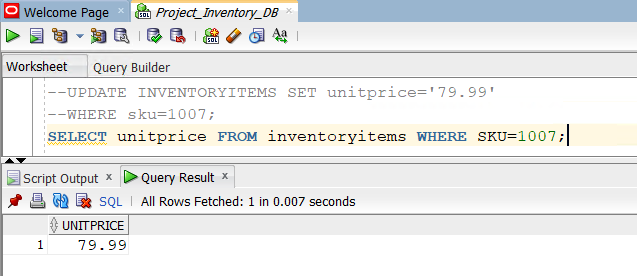 Welcome Page × Project_Inventory_DB ×
SQL Aa
Worksheet Query Builder
--UPDATE INVENTORYITEMS SET unitprice='79.99'
--WHERE sku=1007;
SELECT unitprice FROM inventoryitems WHERE SKU=1007;
Script Output × Query Result ×
SQL | All Rows Fetched: 1 in 0.007 seconds
UNITPRICE
1 79.99